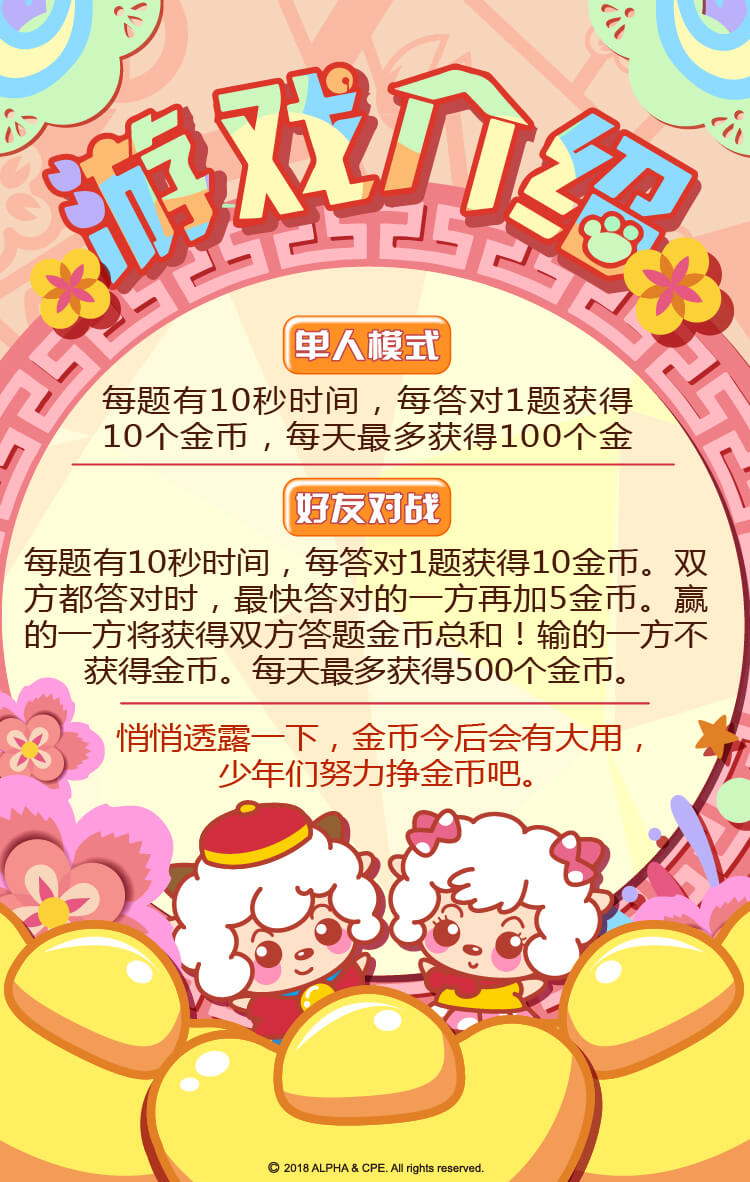 游戏介绍
单人模式
每题有10秒时间，每答对1题获得
10个金币，每天最多获得100个金
好友对战
每题有10秒时间，每答对1题获得10金币。双
方都答对时，最快答对的一方再加5金币。赢
的一方将获得双方答题金币总和！输的一方不
获得金币。每天最多获得500个金币。
悄悄透露一下，金币今后会有大用，
少年们努力挣金币吧。
© 2018 ALPHA & CPE. All rights reserved.